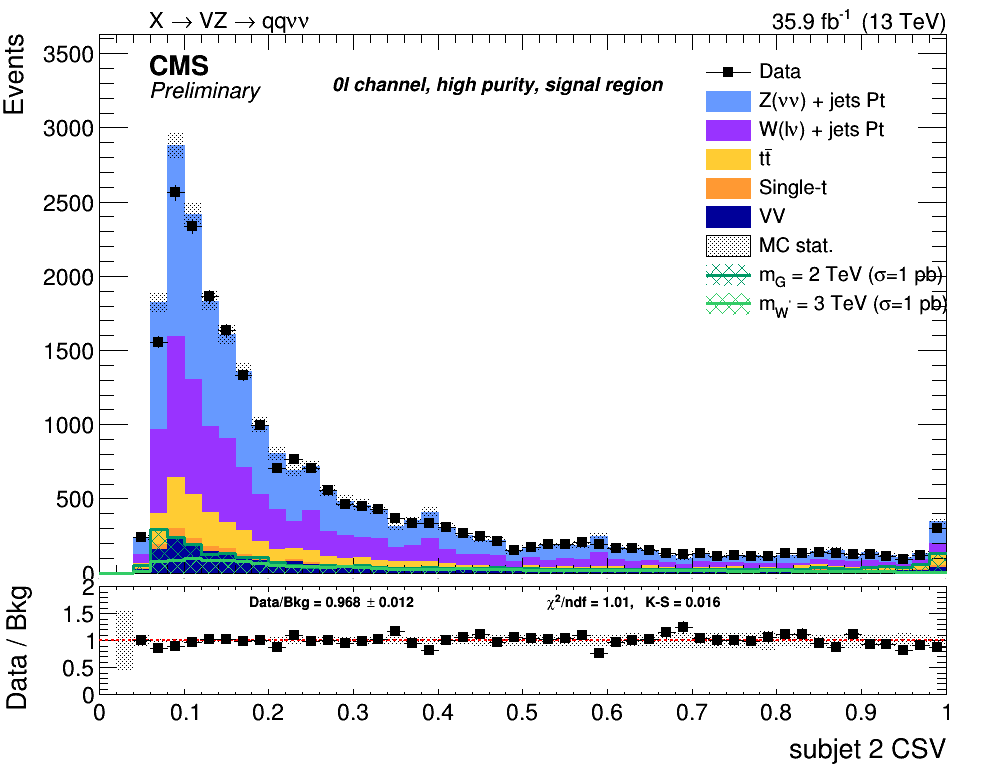 X → VZ → qqνν
35.9 fb⁻¹ (13 TeV)
Events
CMS
Preliminary
0l channel, high purity, signal region
Data
Z(νν) + jets Pt
W(lν) + jets Pt
tt̄
Single-t
VV
MC stat.
m_G = 2 TeV (σ=1 pb)
m_W' = 3 TeV (σ=1 pb)
3500
3000
2500
2000
1500
1000
500
0
Data / Bkg
2
1.5
1
0.5
0
Data/Bkg = 0.968 ± 0.012
χ²/ndf = 1.01, K-S = 0.016
0 0.1 0.2 0.3 0.4 0.5 0.6 0.7 0.8 0.9 1
subjet 2 CSV